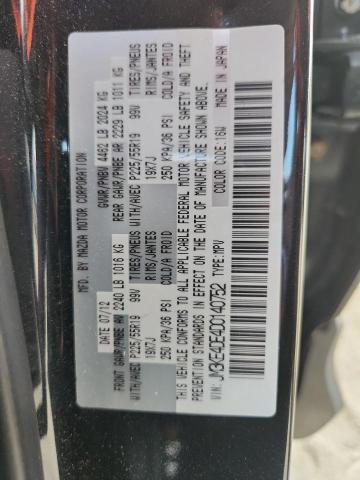 MFD. BY MAZDA MOTOR CORPORATION
DATE 07/12 GVWR/PNBV 4462 LB 2024 KG
FRONT GAWR/PNBE AV 2240 LB 1016 KG REAR GAWR/PNBE AR 2229 LB 1011 KG
WITH/AVEC P225/55R19 99V TIRES/PNEUS WITH/AVEC P225/55R19 99V TIRES/PNEUS
19X7J RIMS/JANTES 19X7J RIMS/JANTES
250 KPA/36 PSI COLD/A FROID 250 KPA/36 PSI COLD/A FROID
THIS VEHICLE CONFORMS TO ALL APPLICABLE FEDERAL MOTOR VEHICLE SAFETY AND THEFT
PREVENTION STANDARDS IN EFFECT ON THE DATE OF MANUFACTURE SHOWN ABOVE.
MADE IN JAPAN
COLOR CODE:16W
VIN: JM3KE4DE4D0140752 TYPE:MPV